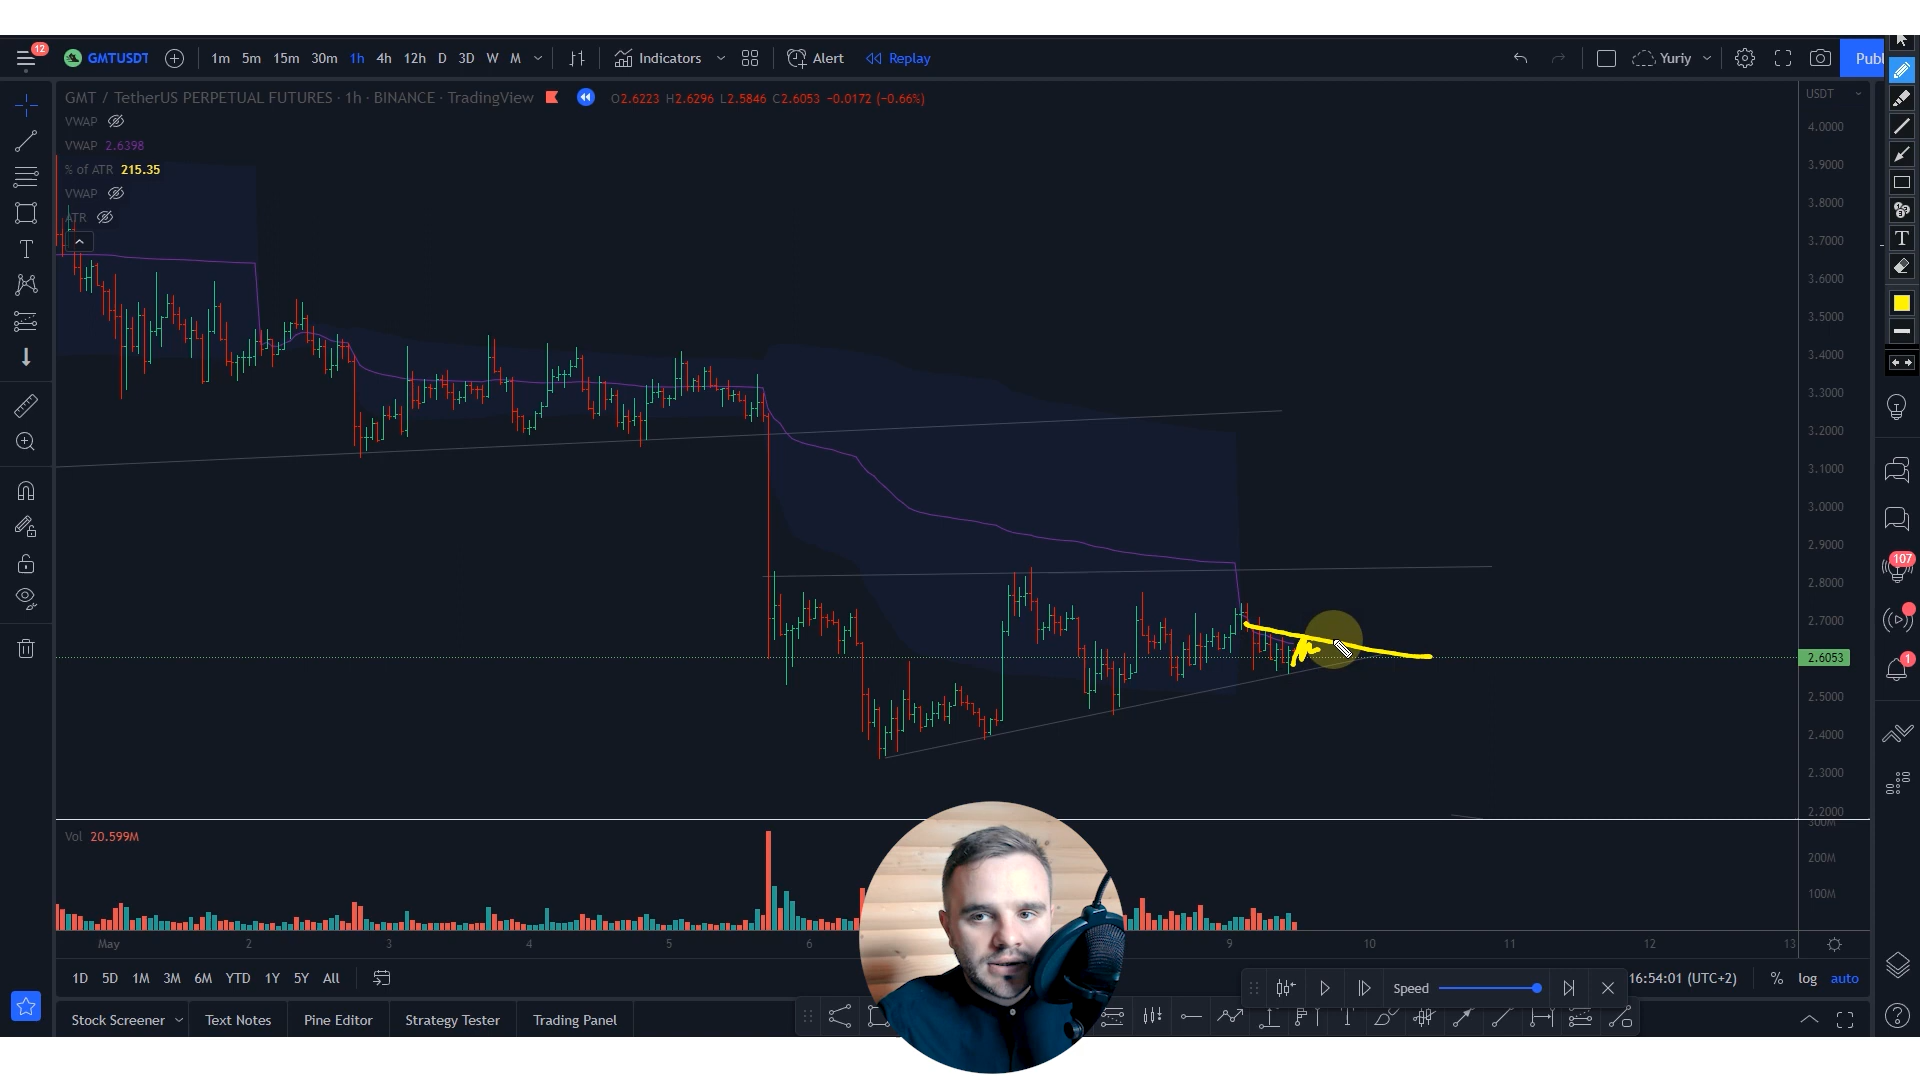 12
GMTUSDT 1m 5m 15m 30m 1h 4h 12h D 3D W M Indicators Alert Replay Yuriy Publ
GMT / TetherUS PERPETUAL FUTURES · 1h · BINANCE · TradingView O2.6223 H2.6296 L2.5846 C2.6053 −0.0172 (−0.66%) USDT
VWAP
VWAP 2.6398
% of ATR 215.35
VWAP
ATR
4.0000
3.9000
3.8000
3.7000
3.6000
3.5000
3.4000
3.3000
3.2000
3.1000
3.0000
2.9000
2.8000
2.7000
2.6053
2.5000
2.4000
2.3000
2.2000
107
1
Vol 20.599M
300M
200M
100M
May 2 3 4 5 6 9 10 11 12 13
1D 5D 1M 3M 6M YTD 1Y 5Y All
Speed
16:54:01 (UTC+2) % log auto
Stock Screener Text Notes Pine Editor Strategy Tester Trading Panel